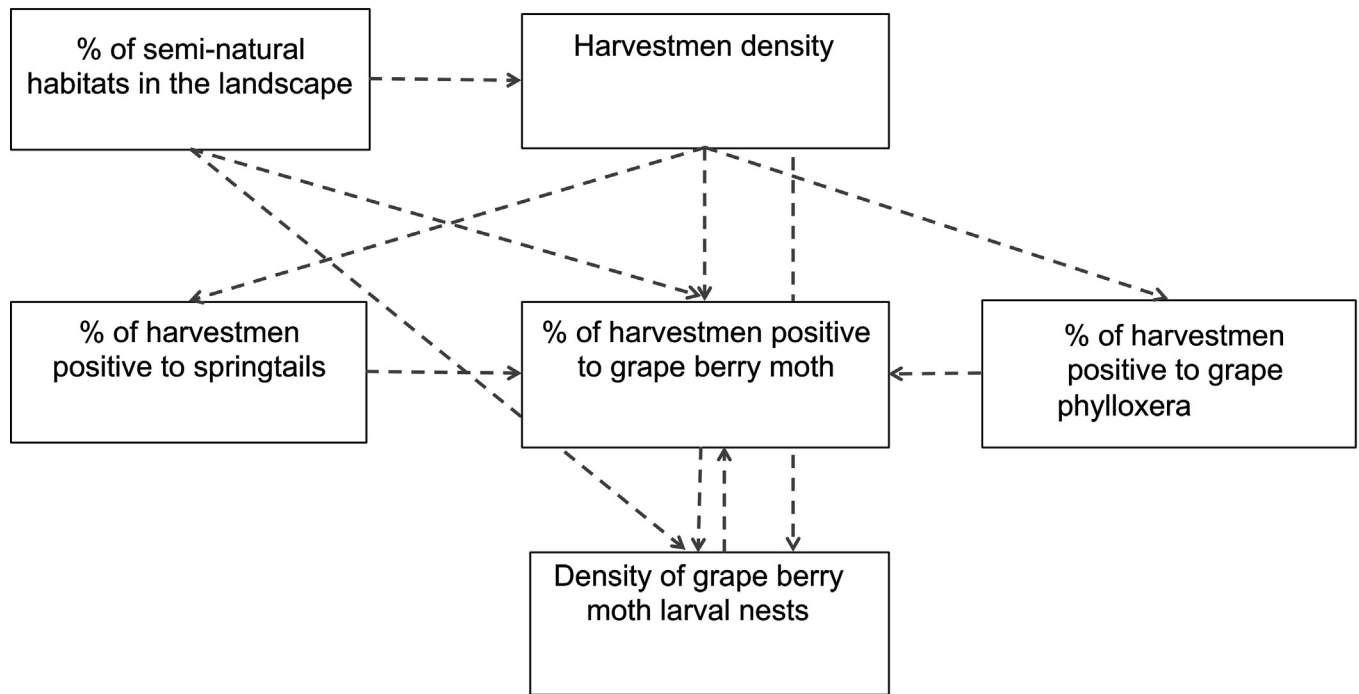 % of semi-natural
habitats in the landscape
Harvestmen density
% of harvestmen
positive to springtails
% of harvestmen positive
to grape berry moth
% of harvestmen
positive to grape
phylloxera
Density of grape berry
moth larval nests